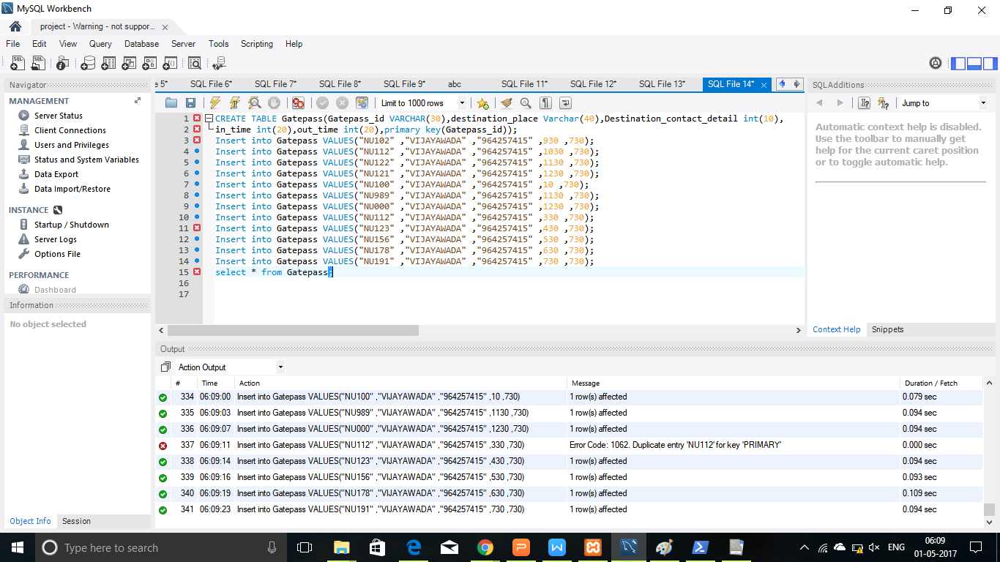 MySQL Workbench
project - Warning - not suppor...
File Edit View Query Database Server Tools Scripting Help
Navigator
MANAGEMENT
Server Status
Client Connections
Users and Privileges
Status and System Variables
Data Export
Data Import/Restore
INSTANCE
Startup / Shutdown
Server Logs
Options File
PERFORMANCE
Dashboard
Information
No object selected
Object Info Session
e 5* SQL File 6* SQL File 7* SQL File 8* SQL File 9* abc SQL File 11* SQL File 12* SQL File 13* SQL File 14*
Limit to 1000 rows
1 CREATE TABLE Gatepass(Gatepass_id VARCHAR(30),destination_place Varchar(40),Destination_contact_detail int(10),
2 in_time int(20),out_time int(20),primary key(Gatepass_id));
3 Insert into Gatepass VALUES("NU102" ,"VIJAYAWADA" ,"964257415" ,930 ,730);
4 Insert into Gatepass VALUES("NU112" ,"VIJAYAWADA" ,"964257415" ,1030 ,730);
5 Insert into Gatepass VALUES("NU122" ,"VIJAYAWADA" ,"964257415" ,1130 ,730);
6 Insert into Gatepass VALUES("NU121" ,"VIJAYAWADA" ,"964257415" ,1230 ,730);
7 Insert into Gatepass VALUES("NU100" ,"VIJAYAWADA" ,"964257415" ,10 ,730);
8 Insert into Gatepass VALUES("NU989" ,"VIJAYAWADA" ,"964257415" ,1130 ,730);
9 Insert into Gatepass VALUES("NU000" ,"VIJAYAWADA" ,"964257415" ,1230 ,730);
10 Insert into Gatepass VALUES("NU112" ,"VIJAYAWADA" ,"964257415" ,330 ,730);
11 Insert into Gatepass VALUES("NU123" ,"VIJAYAWADA" ,"964257415" ,430 ,730);
12 Insert into Gatepass VALUES("NU156" ,"VIJAYAWADA" ,"964257415" ,530 ,730);
13 Insert into Gatepass VALUES("NU178" ,"VIJAYAWADA" ,"964257415" ,630 ,730);
14 Insert into Gatepass VALUES("NU191" ,"VIJAYAWADA" ,"964257415" ,730 ,730);
15 select * from Gatepass;
16
17
SQLAdditions
Jump to
Automatic context help is disabled.
Use the toolbar to manually get
help for the current caret position
or to toggle automatic help.
Context Help Snippets
Output
Action Output
# Time Action Message Duration / Fetch
334 06:09:00 Insert into Gatepass VALUES("NU100" ,"VIJAYAWADA" ,"964257415" ,10 ,730) 1 row(s) affected 0.079 sec
335 06:09:03 Insert into Gatepass VALUES("NU989" ,"VIJAYAWADA" ,"964257415" ,1130 ,730) 1 row(s) affected 0.094 sec
336 06:09:07 Insert into Gatepass VALUES("NU000" ,"VIJAYAWADA" ,"964257415" ,1230 ,730) 1 row(s) affected 0.094 sec
337 06:09:11 Insert into Gatepass VALUES("NU112" ,"VIJAYAWADA" ,"964257415" ,330 ,730) Error Code: 1062. Duplicate entry 'NU112' for key 'PRIMARY' 0.000 sec
338 06:09:14 Insert into Gatepass VALUES("NU123" ,"VIJAYAWADA" ,"964257415" ,430 ,730) 1 row(s) affected 0.094 sec
339 06:09:16 Insert into Gatepass VALUES("NU156" ,"VIJAYAWADA" ,"964257415" ,530 ,730) 1 row(s) affected 0.093 sec
340 06:09:19 Insert into Gatepass VALUES("NU178" ,"VIJAYAWADA" ,"964257415" ,630 ,730) 1 row(s) affected 0.109 sec
341 06:09:23 Insert into Gatepass VALUES("NU191" ,"VIJAYAWADA" ,"964257415" ,730 ,730) 1 row(s) affected 0.094 sec
Type here to search
ENG
06:09
01-05-2017